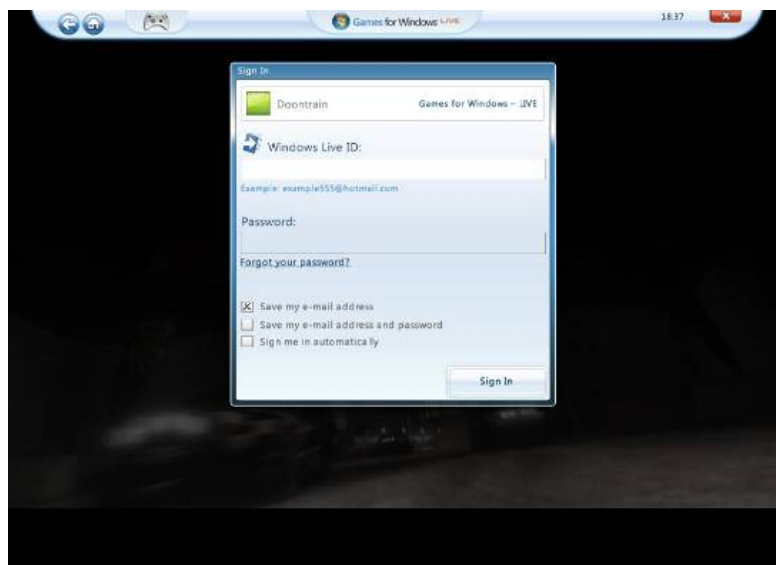 Games for Windows LIVE
18:37
Sign In
Doontrain
Games for Windows - LIVE
Windows Live ID:
Example: example555@hotmail.com
Password:
Forgot your password?
Save my e-mail address
Save my e-mail address and password
Sign me in automatically
Sign In